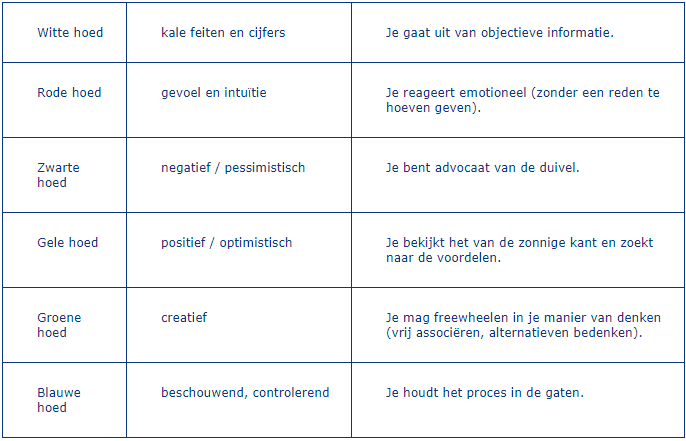 Witte hoed kale feiten en cijfers Je gaat uit van objectieve informatie.
Rode hoed gevoel en intuïtie Je reageert emotioneel (zonder een reden te
hoeven geven).
Zwarte
hoed negatief / pessimistisch Je bent advocaat van de duivel.
Gele hoed positief / optimistisch Je bekijkt het van de zonnige kant en zoekt
naar de voordelen.
Groene
hoed creatief Je mag freewheelen in je manier van denken
(vrij associëren, alternatieven bedenken).
Blauwe
hoed beschouwend, controlerend Je houdt het proces in de gaten.